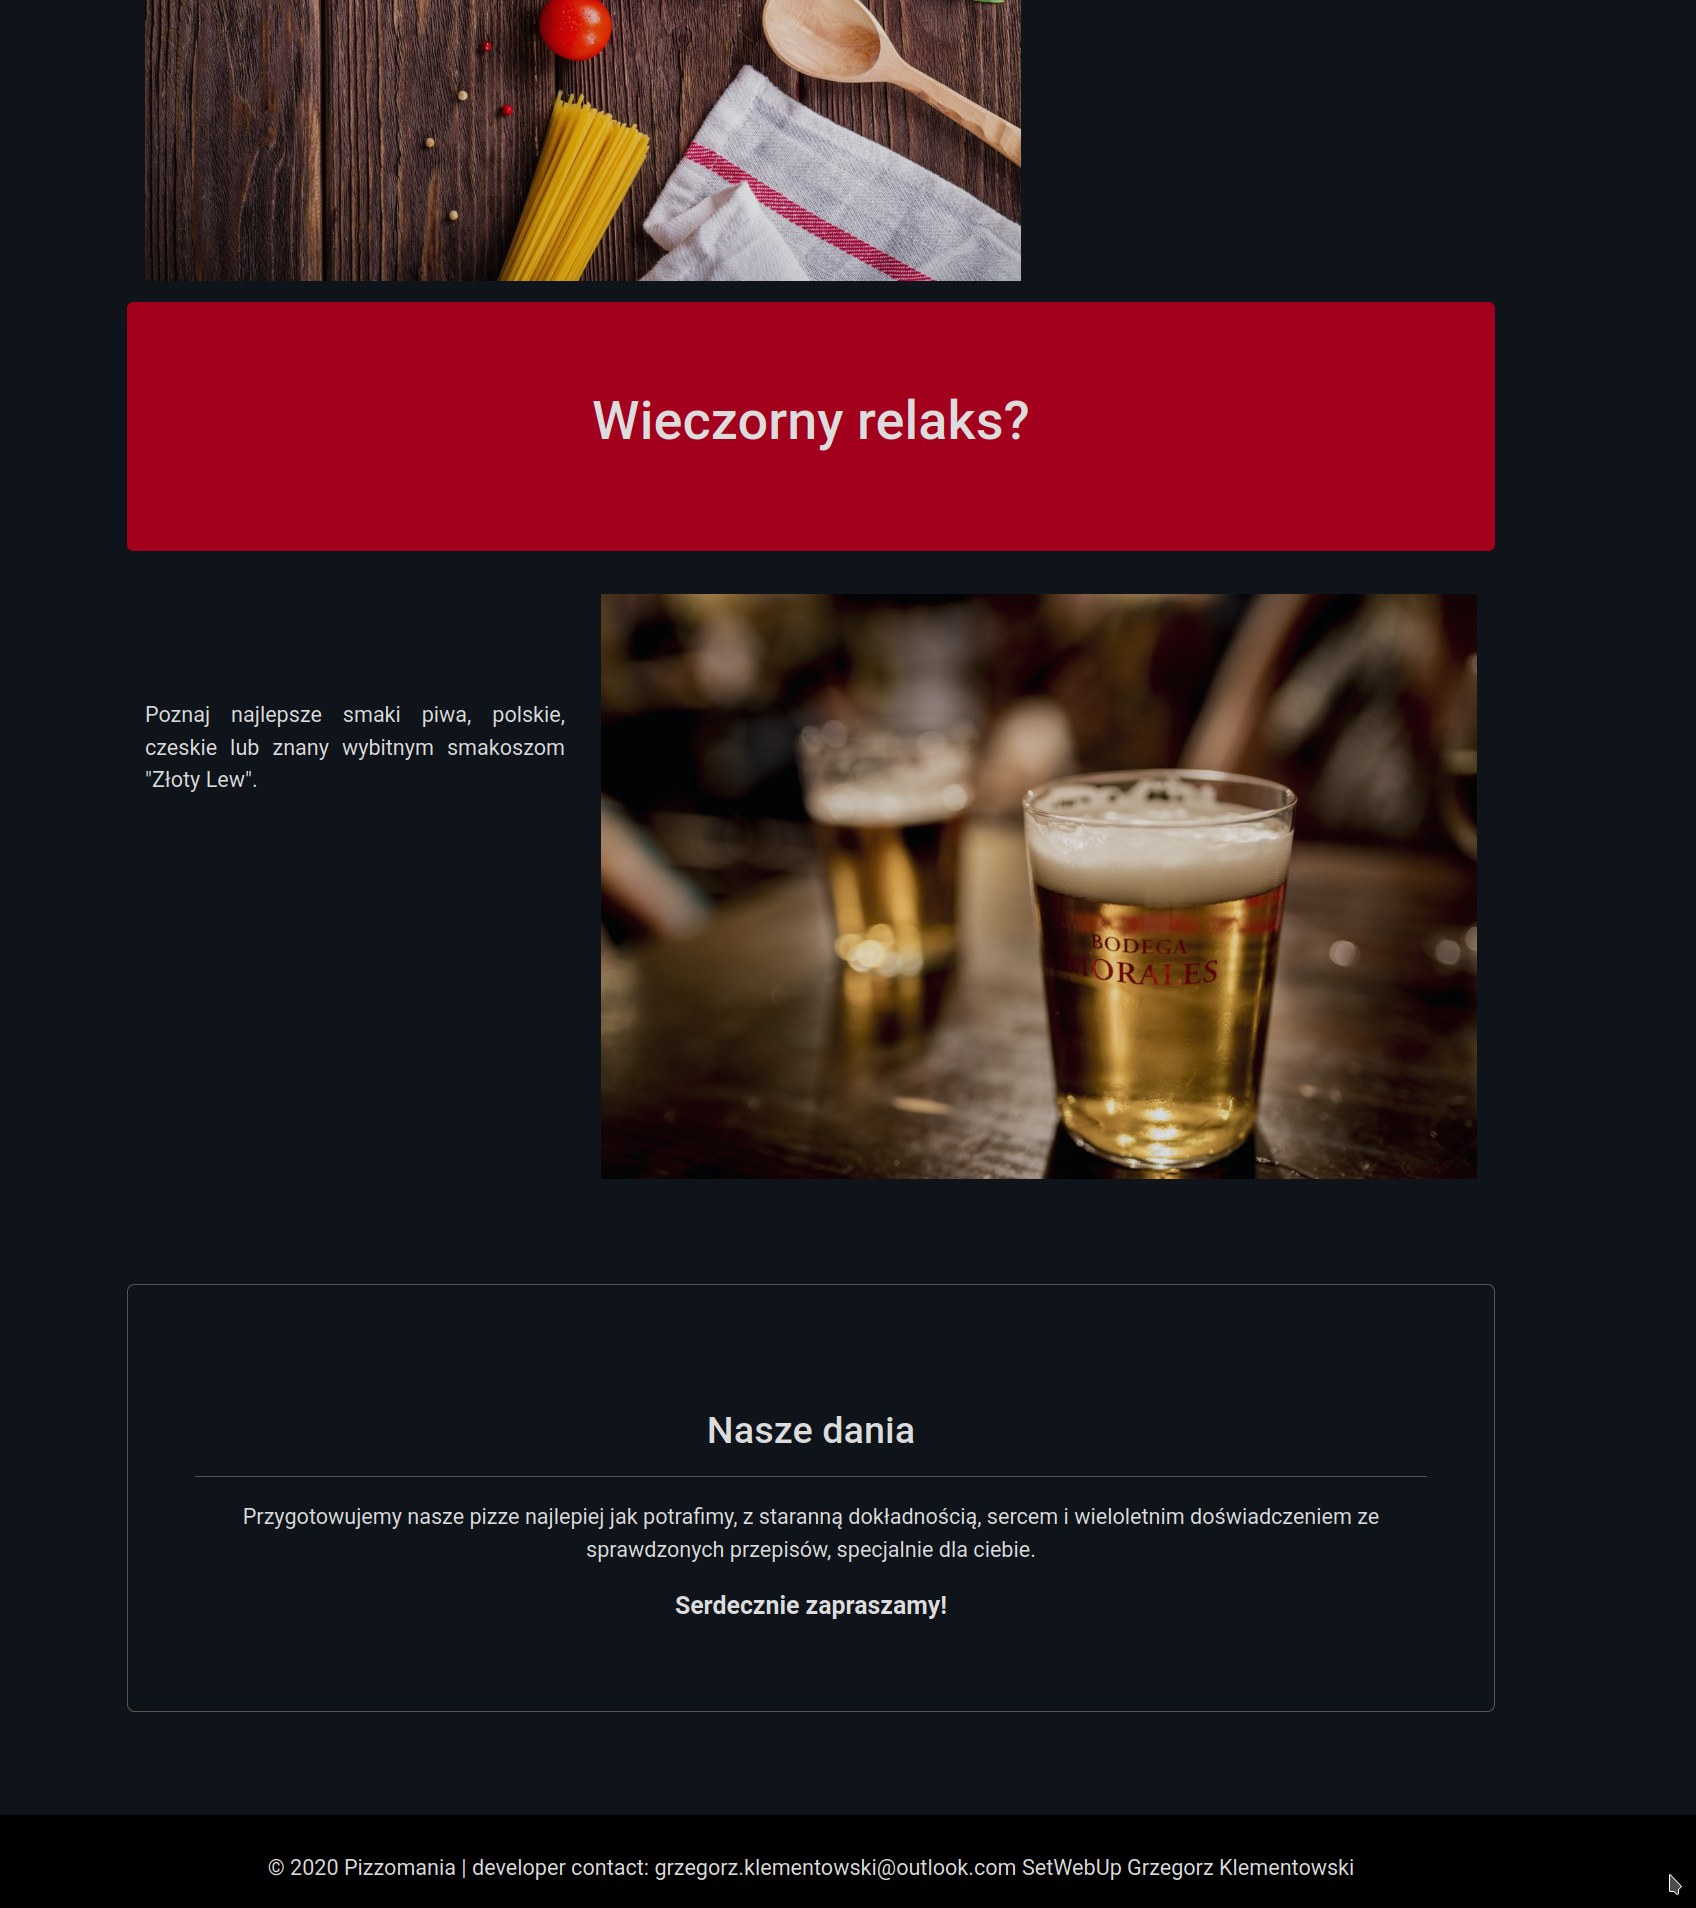 Wieczorny relaks?
Poznaj najlepsze smaki piwa, polskie,
czeskie lub znany wybitnym smakoszom
"Złoty Lew".
BODEGA
MORALES
Nasze dania
Przygotowujemy nasze pizze najlepiej jak potrafimy, z staranną dokładnością, sercem i wieloletnim doświadczeniem ze
sprawdzonych przepisów, specjalnie dla ciebie.
Serdecznie zapraszamy!
© 2020 Pizzomania | developer contact: grzegorz.klementowski@outlook.com SetWebUp Grzegorz Klementowski